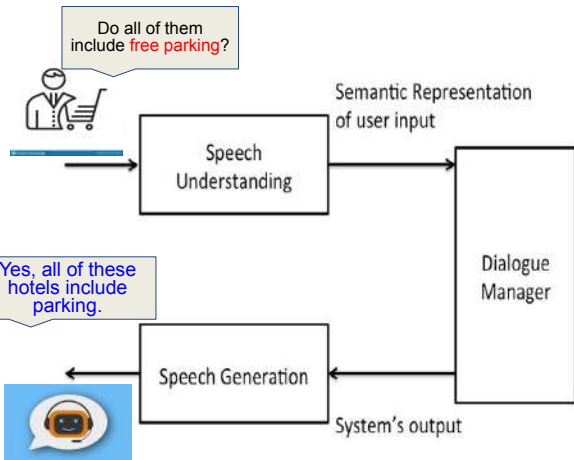 Do all of them
include free parking?
Semantic Representation
of user input
Speech
Understanding
Yes, all of these
hotels include
parking.
Dialogue
Manager
Speech Generation
System's output